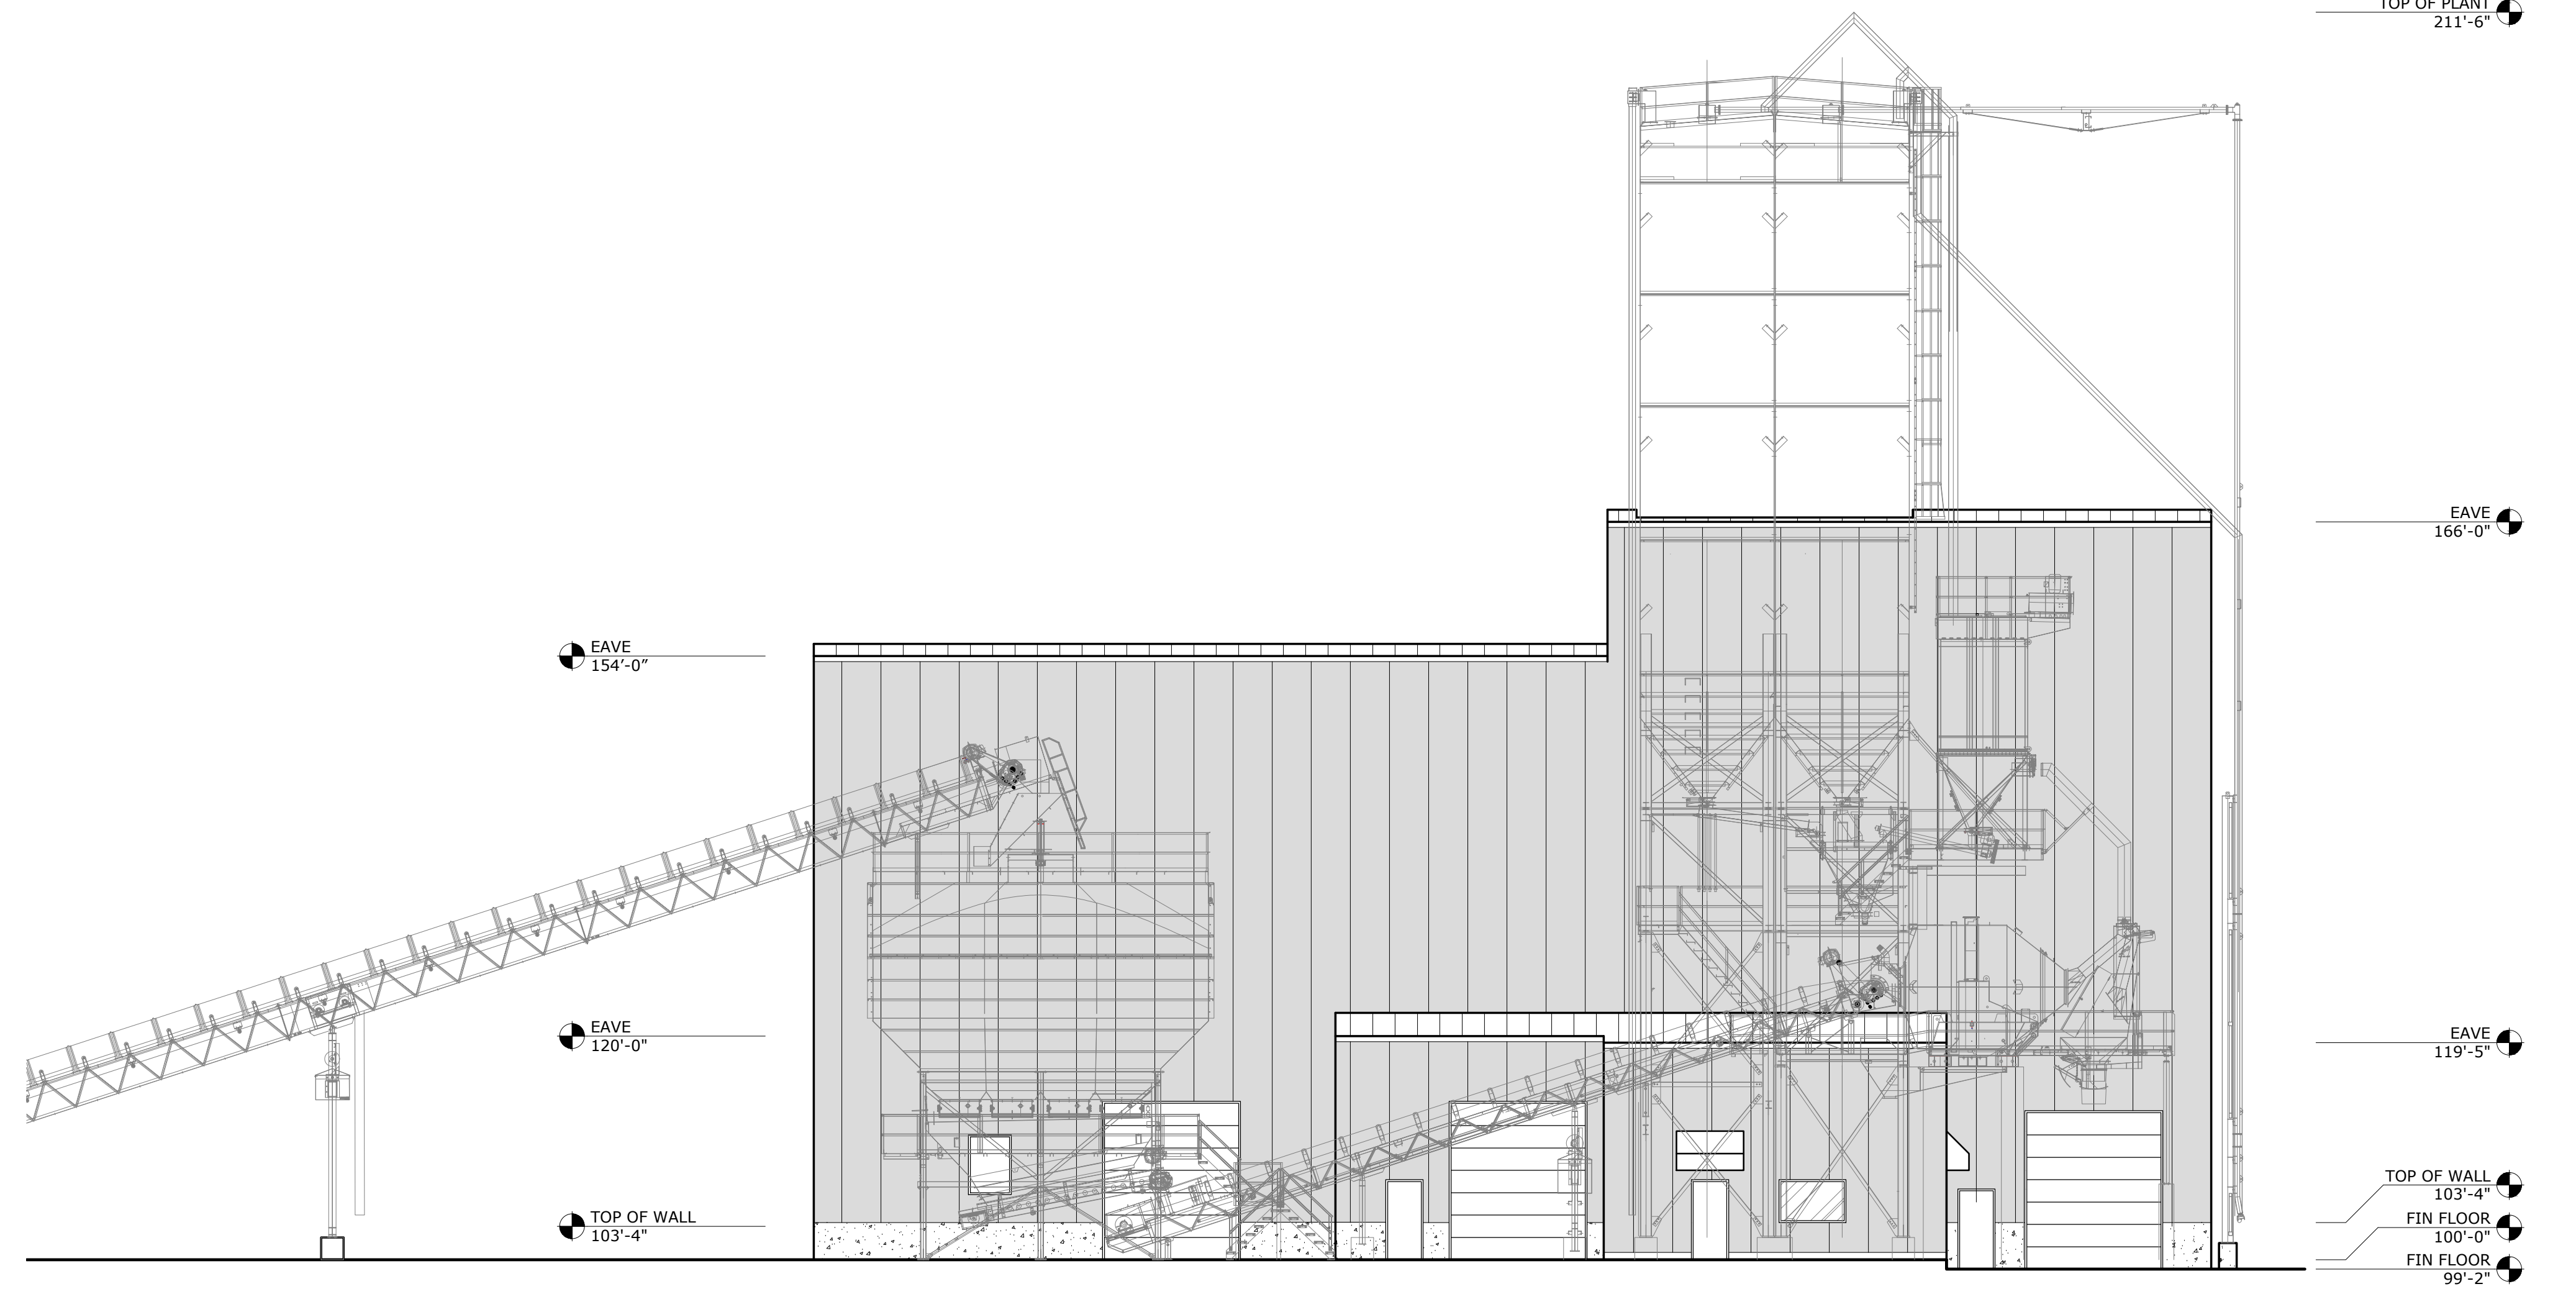 TOP OF PLANT
211'-6"
EAVE
166'-0"
EAVE
154’-0”
EAVE
120'-0"
EAVE
119'-5"
TOP OF WALL
103'-4"
TOP OF WALL
103'-4"
FIN FLOOR
100'-0"
FIN FLOOR
99'-2"